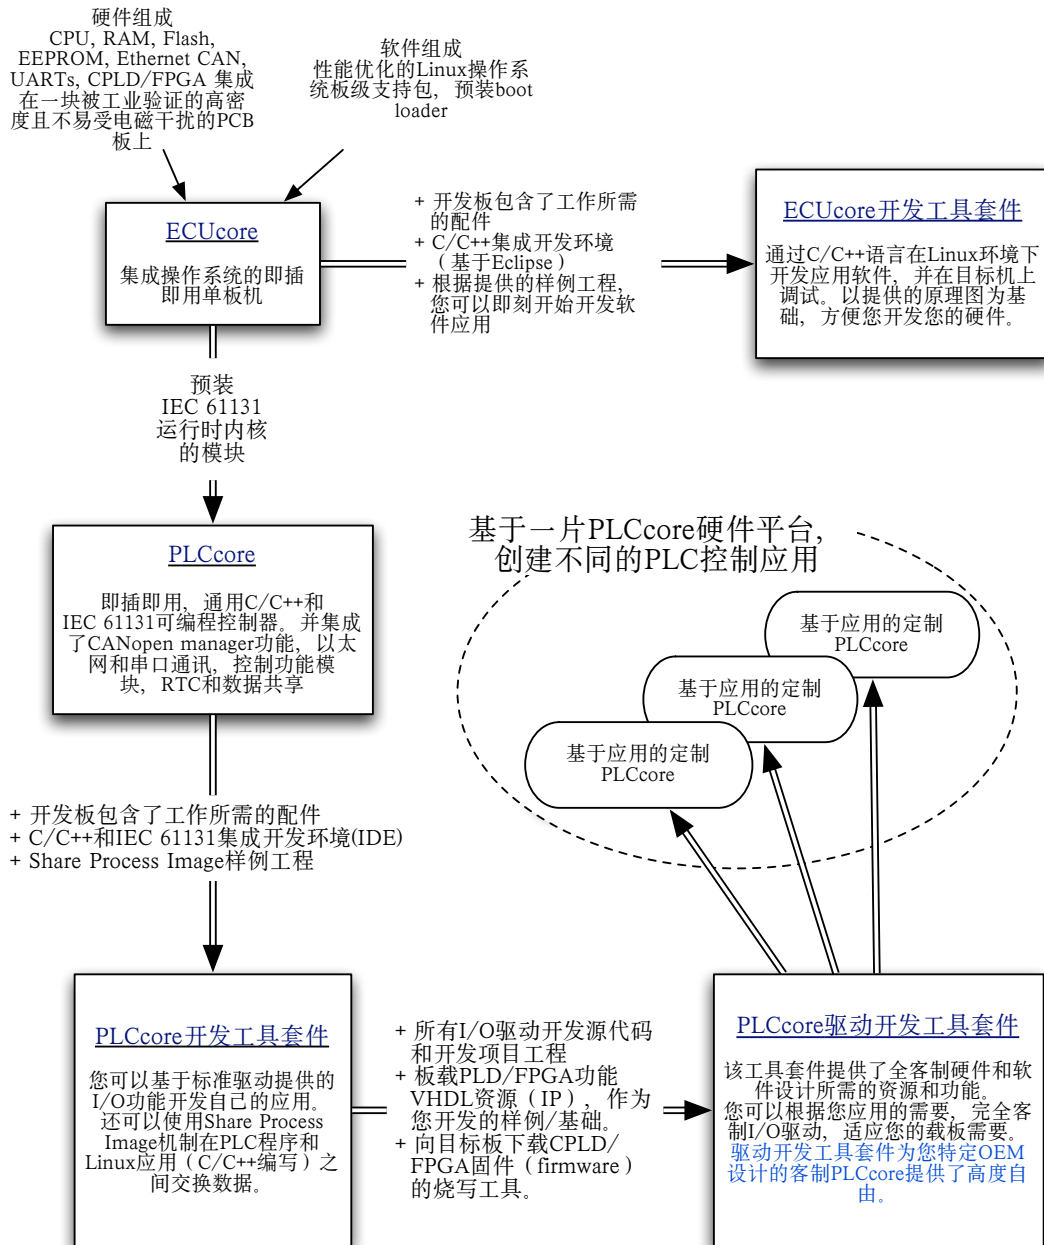 硬件组成
CPU, RAM, Flash,
EEPROM, Ethernet CAN,
UARTs, CPLD/FPGA 集成
在一块被工业验证的高密
度且不易受电磁干扰的PCB
板上
软件组成
性能优化的Linux操作系
统板级支持包，预装boot
loader
ECUcore
集成操作系统的即插
即用单板机
+ 开发板包含了工作所需
的配件
+ C/C++集成开发环境
（基于Eclipse）
+ 根据提供的样例工程，
您可以即刻开始开发软
件应用
ECUcore开发工具套件
通过C/C++语言在Linux环境下
开发应用软件，并在目标机上
调试。以提供的原理图为基
础，方便您开发您的硬件。
预装
IEC 61131
运行时内核
的模块
PLCcore
即插即用，通用C/C++和
IEC 61131可编程控制器。并集成
了CANopen manager功能，以太
网和串口通讯，控制功能模
块，RTC和数据共享
基于一片PLCcore硬件平台，
创建不同的PLC控制应用
基于应用的定制
PLCcore
基于应用的定制
PLCcore
基于应用的定制
PLCcore
+ 开发板包含了工作所需的配件
+ C/C++和IEC 61131集成开发环境(IDE)
+ Share Process Image样例工程
PLCcore开发工具套件
您可以基于标准驱动提供的
I/O功能开发自己的应用。
还可以使用Share Process
Image机制在PLC程序和
Linux应用（C/C++编写）之
间交换数据。
+ 所有I/O驱动开发源代码
和开发项目工程
+ 板载PLD/FPGA功能
VHDL资源（IP），作为
您开发的样例/基础。
+ 向目标板下载CPLD/
FPGA固件（firmware）
的烧写工具。
PLCcore驱动开发工具套件
该工具套件提供了全客制硬件和软
件设计所需的资源和功能。
您可以根据您应用的需要，完全客
制I/O驱动，适应您的载板需要。
驱动开发工具套件为您特定OEM
设计的客制PLCcore提供了高度自
由。